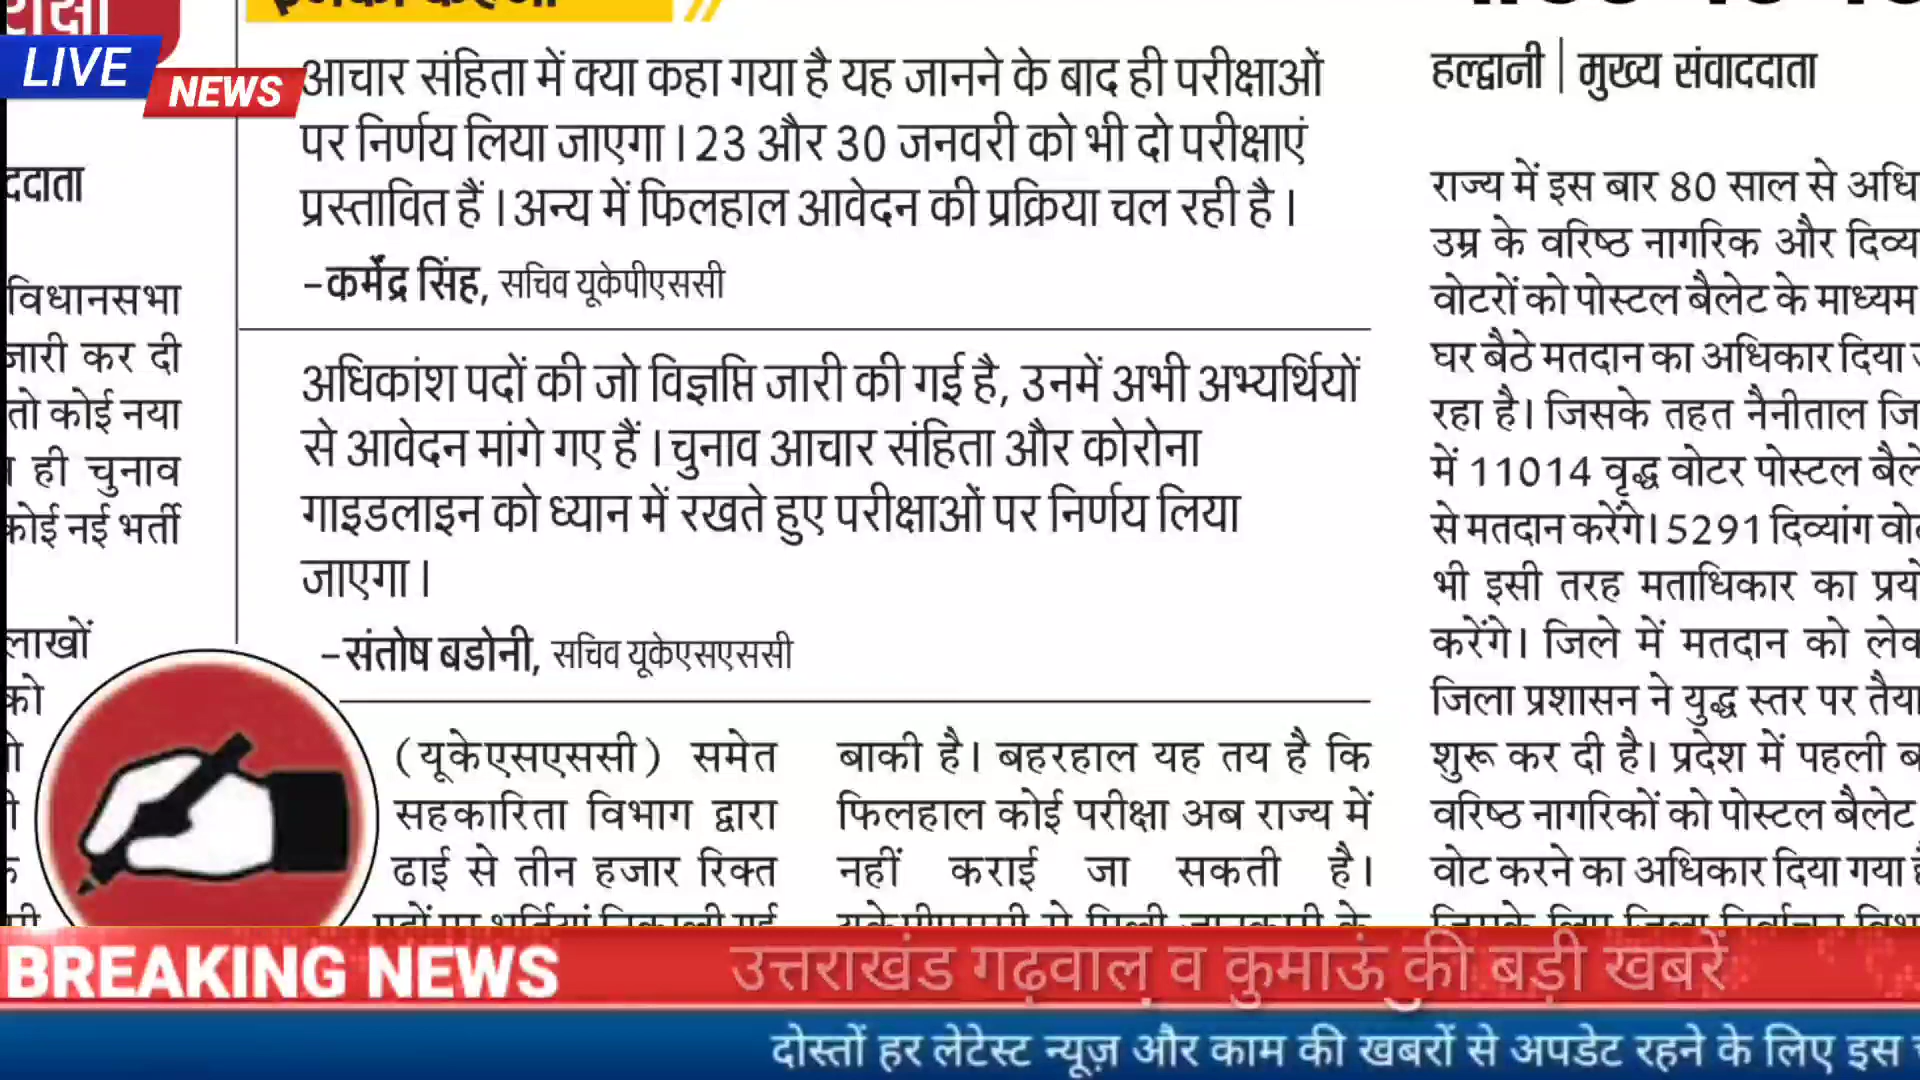 LIVE
NEWS
ददाता
विधानसभा
जारी कर दी
तो कोई नया
ही चुनाव
कोई नई भर्ती
लाखों
को
आचार संहिता में क्या कहा गया है यह जानने के बाद ही परीक्षाओं
पर निर्णय लिया जाएगा। 23 और 30 जनवरी को भी दो परीक्षाएं
प्रस्तावित हैं। अन्य में फिलहाल आवेदन की प्रक्रिया चल रही है।
-कर्मेंद्र सिंह, सचिव यूकेपीएससी
अधिकांश पदों की जो विज्ञप्ति जारी की गई है, उनमें अभी अभ्यर्थियों
से आवेदन मांगे गए हैं। चुनाव आचार संहिता और कोरोना
गाइडलाइन को ध्यान में रखते हुए परीक्षाओं पर निर्णय लिया
जाएगा।
-संतोष बडोनी, सचिव यूकेएसएससी
(यूकेएसएससी) समेत
सहकारिता विभाग द्वारा
ढाई से तीन हजार रिक्त
बाकी है। बहरहाल यह तय है कि
फिलहाल कोई परीक्षा अब राज्य में
नहीं कराई जा सकती है।
हल्द्वानी | मुख्य संवाददाता
राज्य में इस बार 80 साल से अधि
उम्र के वरिष्ठ नागरिक और दिव्य
वोटरों को पोस्टल बैलेट के माध्यम
घर बैठे मतदान का अधिकार दिया
रहा है। जिसके तहत नैनीताल जि
में 11014 वृद्ध वोटर पोस्टल बैले
से मतदान करेंगे। 5291 दिव्यांग वो
भी इसी तरह मताधिकार का प्रयो
करेंगे। जिले में मतदान को लेक
जिला प्रशासन ने युद्ध स्तर पर तैया
शुरू कर दी है। प्रदेश में पहली ब
वरिष्ठ नागरिकों को पोस्टल बैलेट
वोट करने का अधिकार दिया गया है
BREAKING NEWS
उत्तराखंड गढ़वाल व कुमाऊं की बड़ी खबरें
दोस्तों हर लेटेस्ट न्यूज़ और काम की खबरों से अपडेट रहने के लिए इस